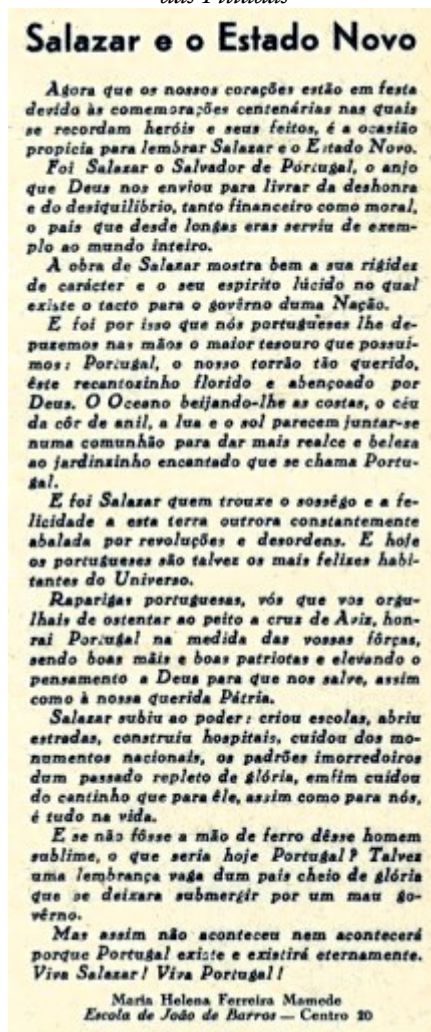 das Filiadas
Salazar e o Estado Novo
Agora que os nossos corações estão em festa
devido às comemorações centenárias nas quais
se recordam heróis e seus feitos, é a ocasião
propícia para lembrar Salazar e o Estado Novo.
Foi Salazar o Salvador de Portugal, o anjo
que Deus nos enviou para livrar da deshonra
e do desiquilíbrio, tanto financeiro como moral,
o país que desde longas eras serviu de exem-
plo ao mundo inteiro.
A obra de Salazar mostra bem a sua rigidez
de carácter e o seu espírito lúcido no qual
existe o tacto para o govêrno duma Nação.
E foi por isso que nós portugueses lhe de-
puzemos nas mãos o maior tesouro que possuí-
mos: Portugal, o nosso torrão tão querido,
êste recantozinho florido e abençoado por
Deus. O Oceano beijando-lhe as costas, o céu
da côr de anil, a lua e o sol parecem juntar-se
numa comunhão para dar mais realce e beleza
ao jardinzinho encantado que se chama Portu-
gal.
E foi Salazar quem trouxe o sossêgo e a fe-
licidade a esta terra outrora constantemente
abalada por revoluções e desordens. E hoje
os portugueses são talvez os mais felizes habi-
tantes do Universo.
Raparigas portuguesas, vós que vos orgu-
lhais de ostentar ao peito a cruz de Aviz, hon-
rai Portugal na medida das vossas fôrças,
sendo boas mãis e boas patriotas e elevando o
pensamento a Deus para que nos salve, assim
como à nossa querida Pátria.
Salazar subiu ao poder: criou escolas, abriu
estradas, construiu hospitais, cuidou dos mo-
numentos nacionais, os padrões imorredoiros
dum passado repleto de glória, emfim cuidou
do cantinho que para êle, assim como para nós,
é tudo na vida.
E se não fôsse a mão de ferro dêsse homem
sublime, o que seria hoje Portugal? Talvez
uma lembrança vaga dum país cheio de glória
que se deixara submergir por um mau go-
vêrno.
Mas assim não aconteceu nem acontecerá
porque Portugal existe e existirá eternamente.
Viva Salazar! Viva Portugal!
Maria Helena Ferreira Mamede
Escola de João de Barros — Centro 20